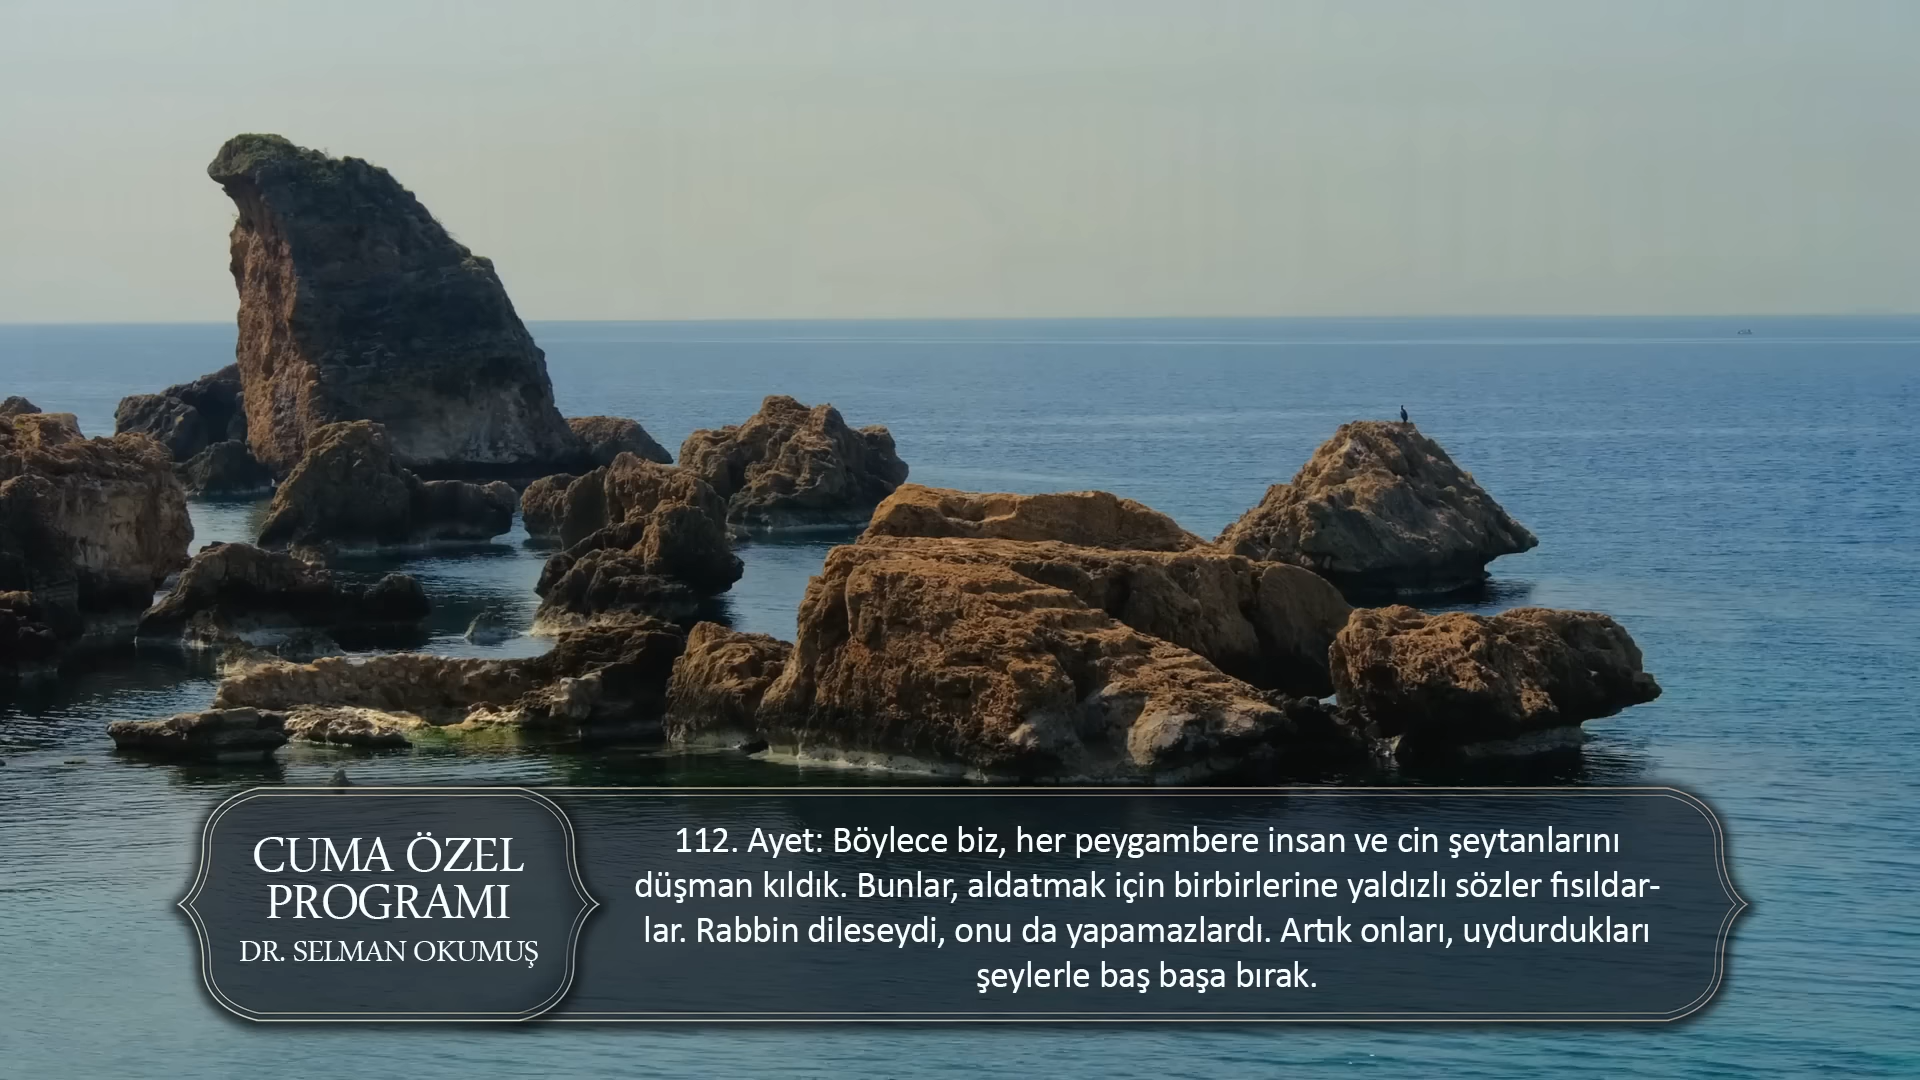 CUMA ÖZEL
PROGRAMI
DR. SELMAN OKUMUŞ
112. Ayet: Böylece biz, her peygambere insan ve cin şeytanlarını
düşman kıldık. Bunlar, aldatmak için birbirlerine yaldızlı sözler fısıldar-
lar. Rabbin dileseydi, onu da yapamazlardı. Artık onları, uydurdukları
şeylerle baş başa bırak.